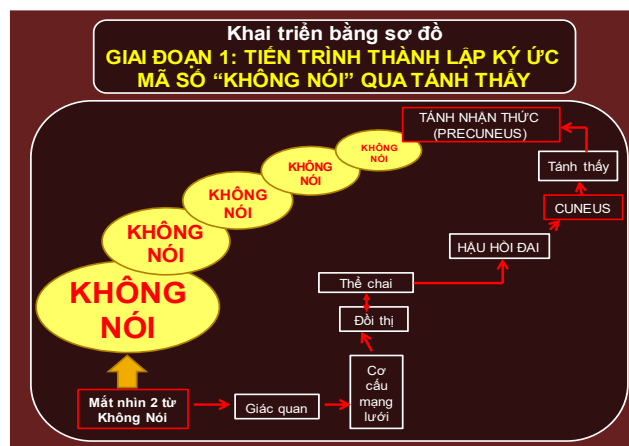 Khai triển bằng sơ đồ
GIAI ĐOẠN 1: TIẾN TRÌNH THÀNH LẬP KÝ ỨC
MÃ SỐ “KHÔNG NÓI” QUA TÁNH THẤY
TÁNH NHẬN THỨC
(PRECUNEUS)
KHÔNG
NÓI
KHÔNG
NÓI
KHÔNG
NÓI
KHÔNG
NÓI
KHÔNG
NÓI
Tánh thấy
CUNEUS
HẬU HỒI ĐAI
Thể chai
Đồi thị
Cơ
cấu
mạng
lưới
Giác quan
Mắt nhìn 2 từ
Không Nói